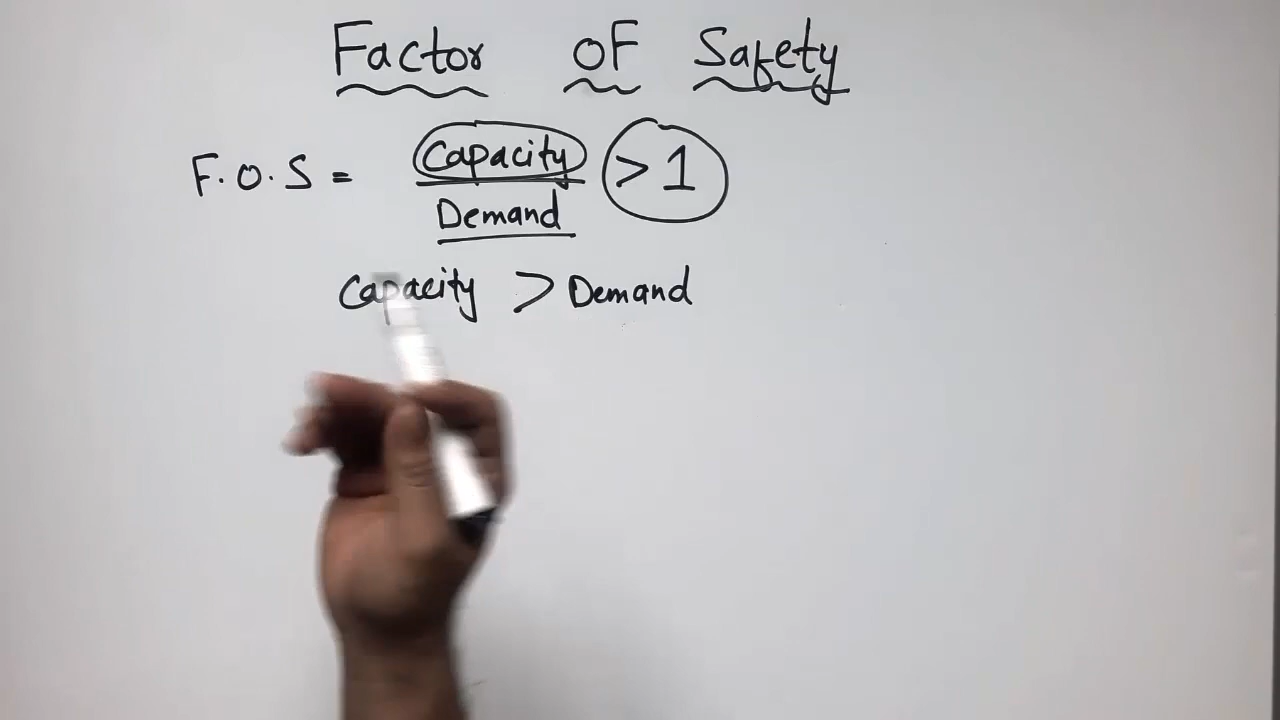 Factor OF Safety
F.O.S = Capacity / Demand > 1
Capacity > Demand